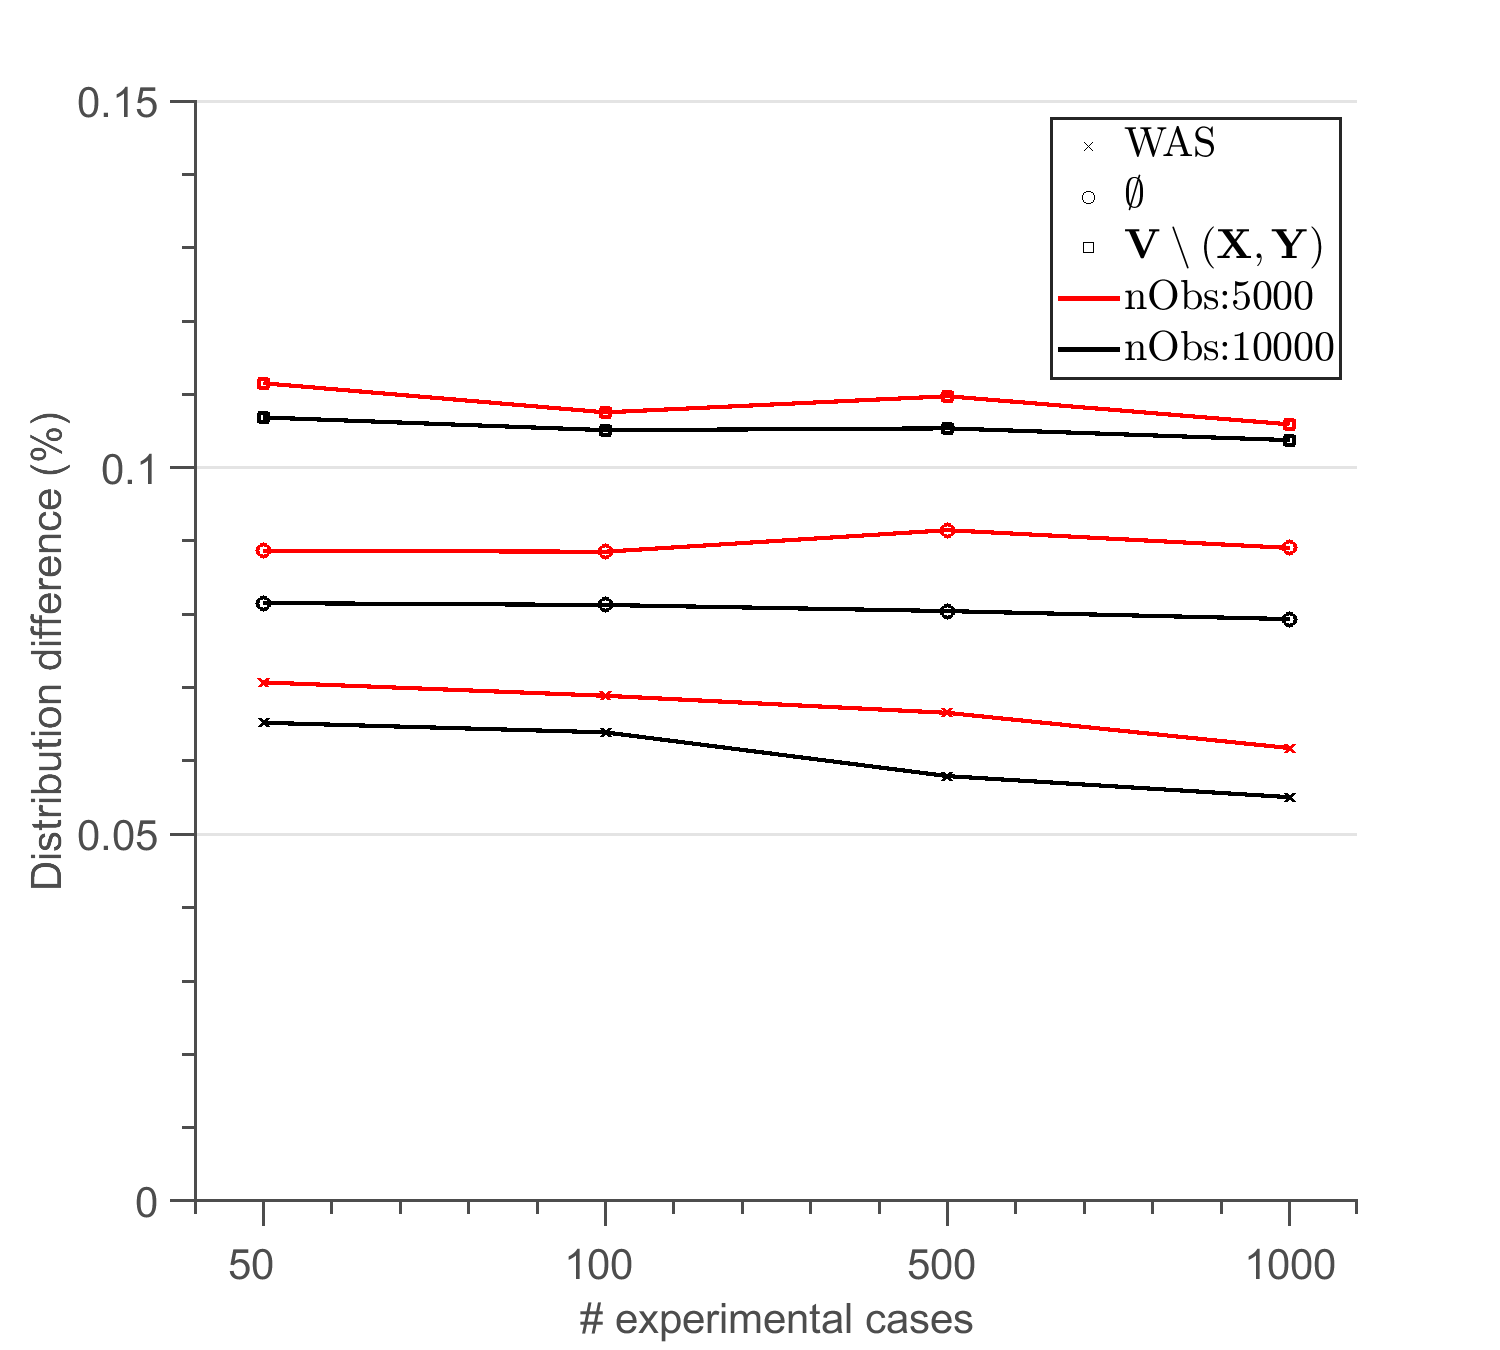 0.15
0.1
0.05
0
Distribution difference (%)
WAS
∅
V \ (X, Y)
nObs:5000
nObs:10000
50 100 500 1000
# experimental cases